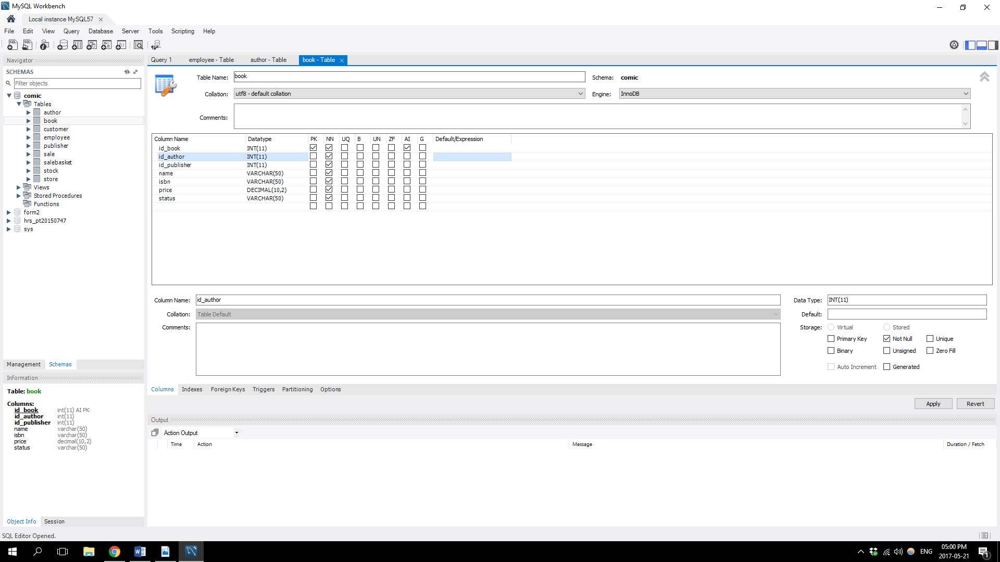 MySQL Workbench
Local instance MySQL57
File Edit View Query Database Server Tools Scripting Help
Navigator
SCHEMAS
Filter objects
comic
Tables
author
book
customer
employee
publisher
sale
salebasket
stock
store
Views
Stored Procedures
Functions
form2
hrs_pt20150747
sys
Management Schemas
Information
Table: book
Columns:
id_book int(11) AI PK
id_author int(11)
id_publisher int(11)
name varchar(50)
isbn varchar(50)
price decimal(10,2)
status varchar(50)
Object Info Session
Query 1 employee - Table author - Table book - Table
Table Name: book Schema: comic
Collation: utf8 - default collation Engine: InnoDB
Comments:
Column Name Datatype PK NN UQ B UN ZF AI G Default/Expression
id_book INT(11)
id_author INT(11)
id_publisher INT(11)
name VARCHAR(50)
isbn VARCHAR(50)
price DECIMAL(10,2)
status VARCHAR(50)
Column Name: id_author Data Type: INT(11)
Collation: Table Default Default:
Comments: Storage: Virtual Stored
Primary Key Not Null Unique
Binary Unsigned Zero Fill
Auto Increment Generated
Columns Indexes Foreign Keys Triggers Partitioning Options
Apply Revert
Output
Action Output
Time Action Message Duration / Fetch
SQL Editor Opened.
ENG 05:00 PM
2017-05-21
1